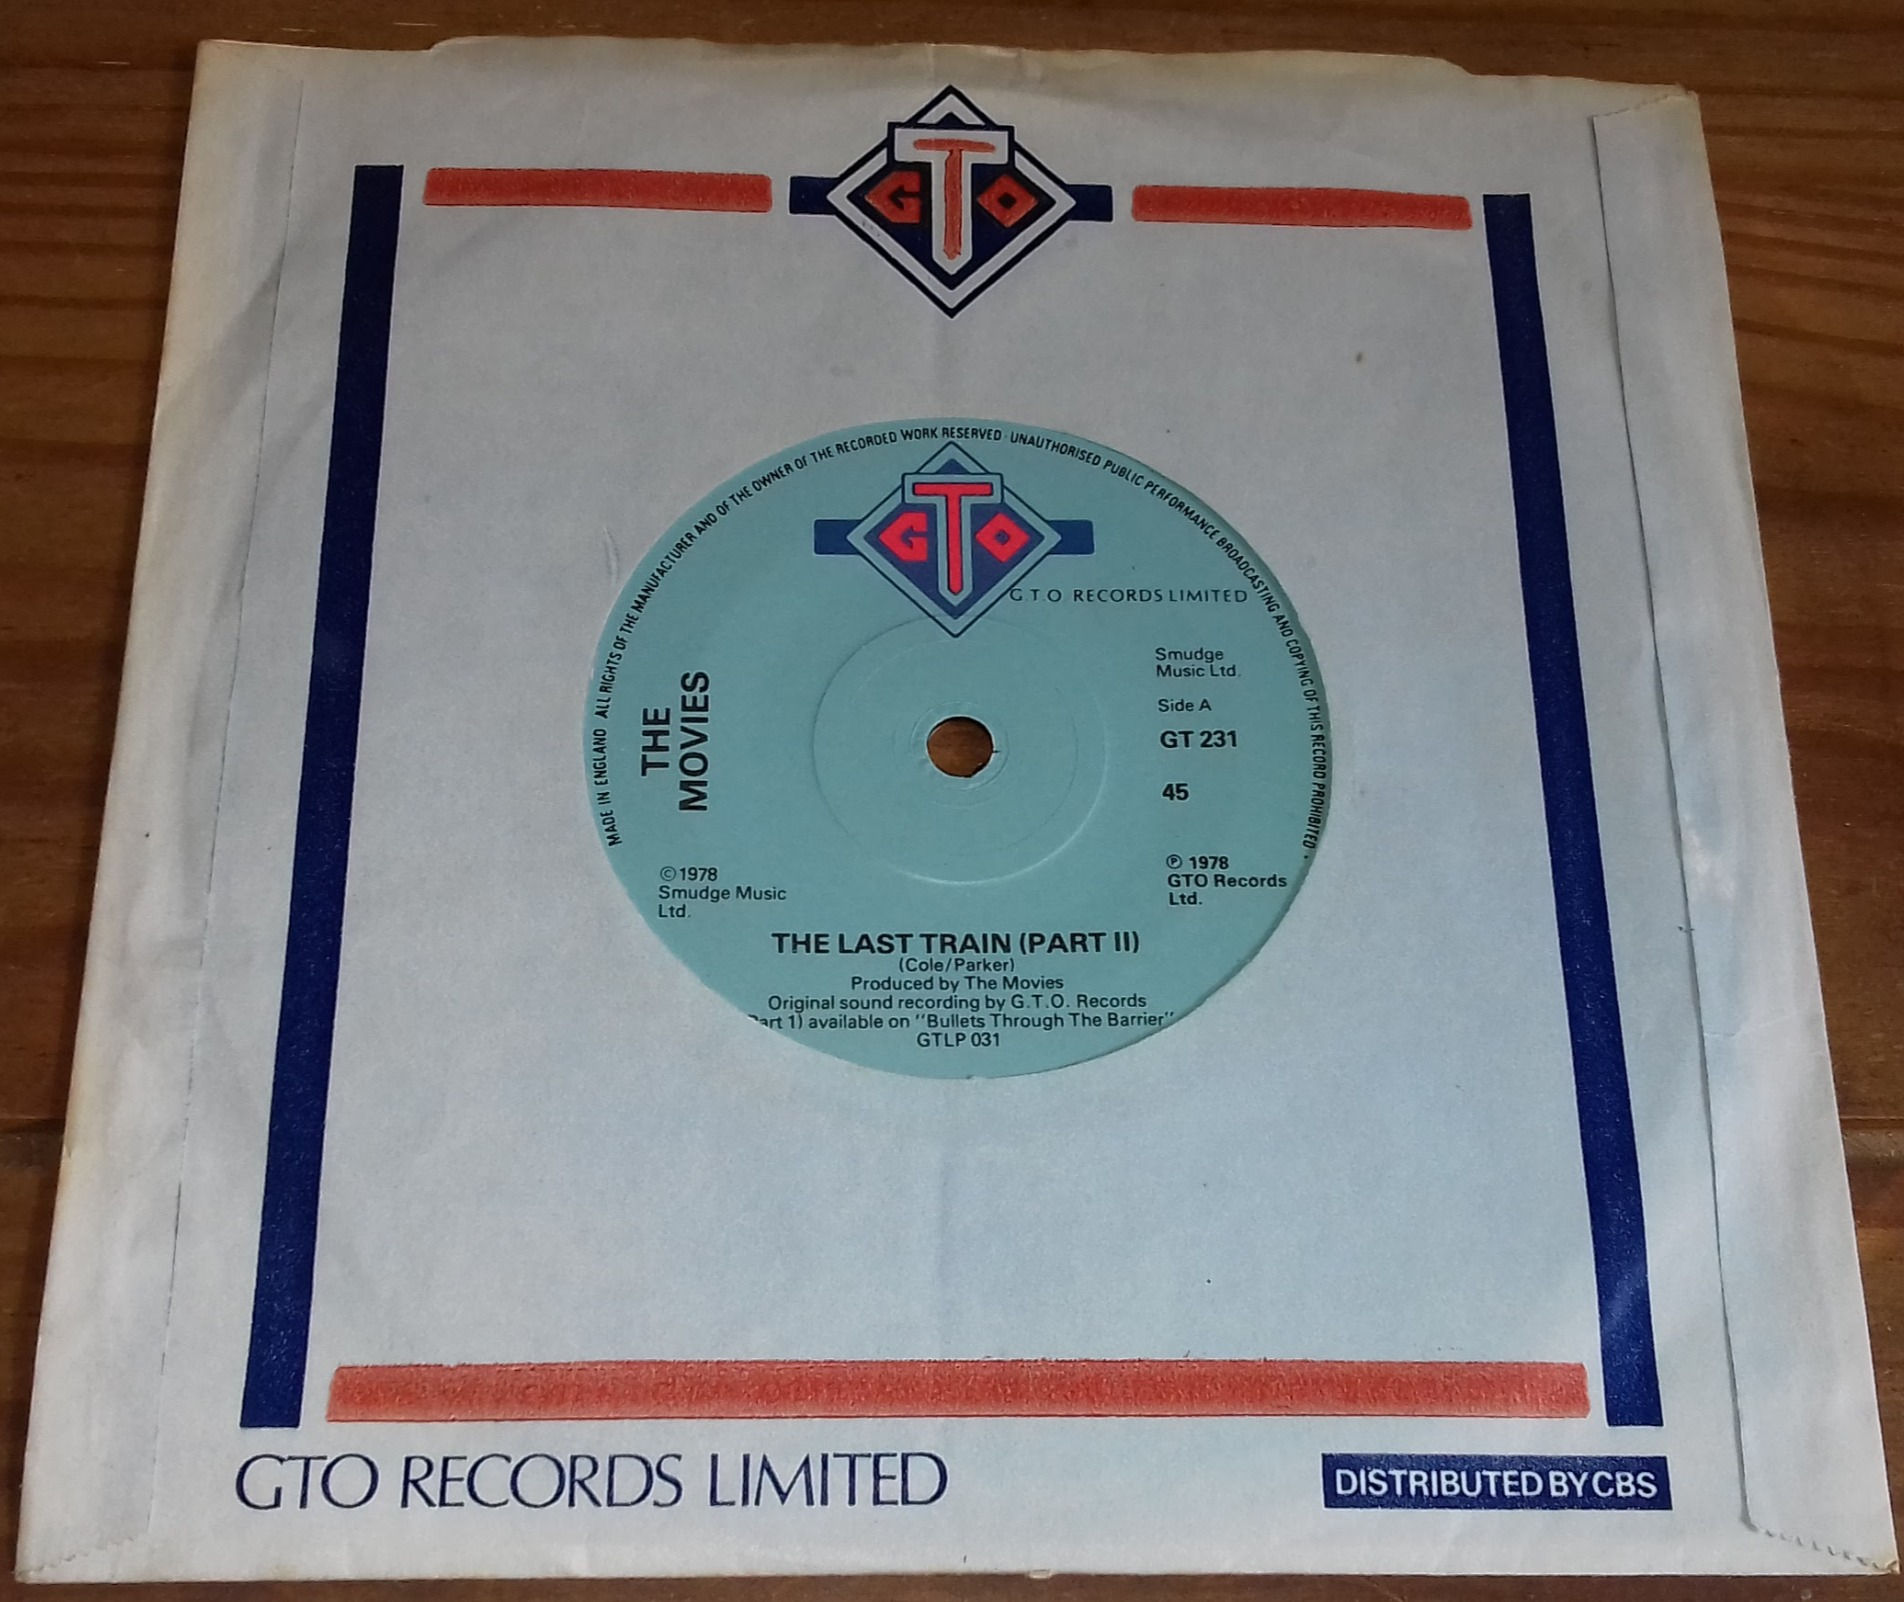 GTO
MADE IN ENGLAND ALL RIGHTS OF THE MANUFACTURER AND OF THE OWNER OF THE RECORDED WORK RESERVED · UNAUTHORISED PUBLIC PERFORMANCE BROADCASTING AND COPYING OF THIS RECORD PROHIBITED ·
GTO
G.T.O. RECORDS LIMITED
THE
MOVIES
Smudge
Music Ltd.
Side A
GT 231
45
©1978
Smudge Music
Ltd.
℗ 1978
GTO Records
Ltd.
THE LAST TRAIN (PART II)
(Cole/Parker)
Produced by The Movies
Original sound recording by G.T.O. Records
1) available on "Bullets Through The Barrier"
GTLP 031
GTO RECORDS LIMITED
DISTRIBUTED BY CBS